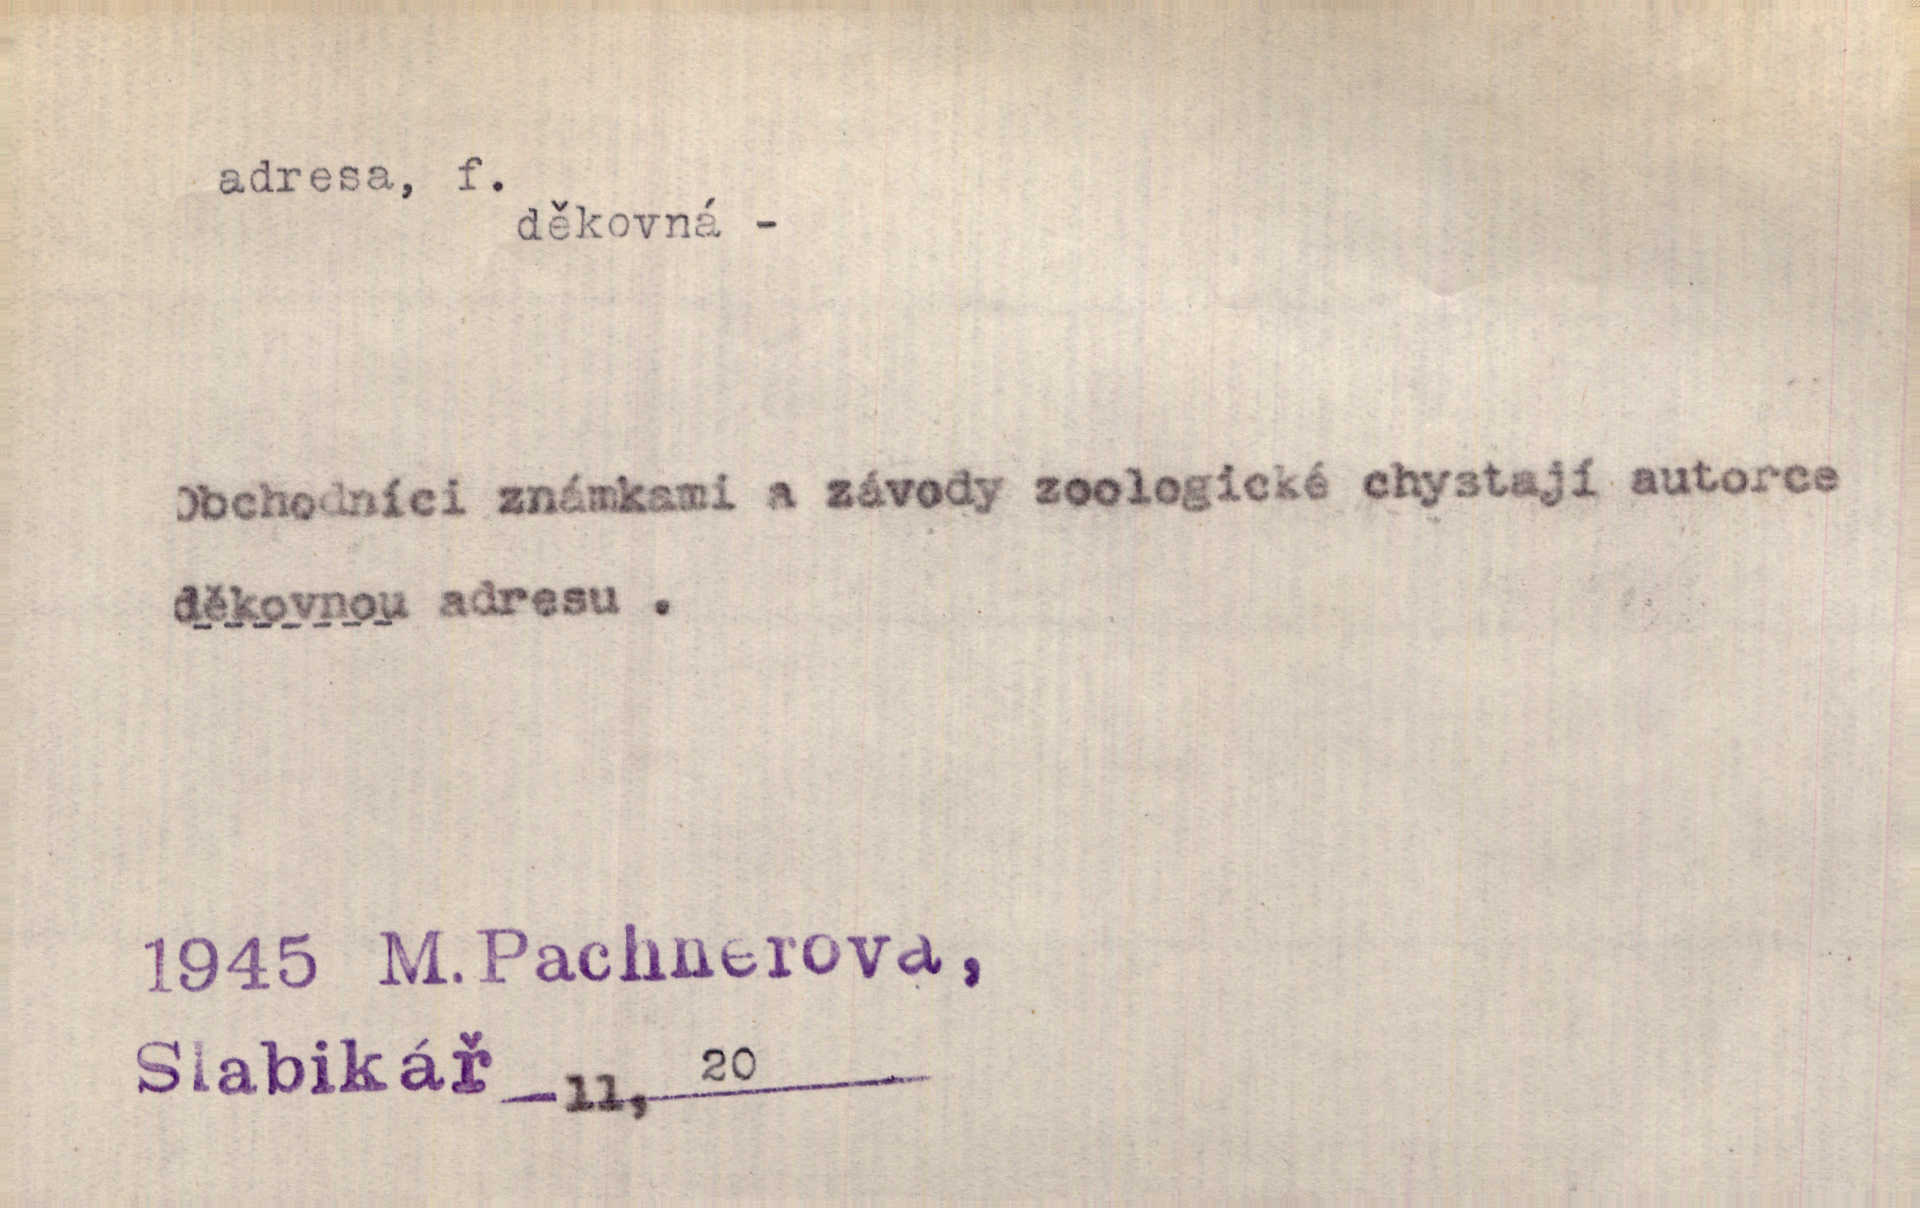 adresa, f.
děkovná -
Obchodníci známkami a závody zoologické chystají autorce
děkovnou adresu .
1945 M. Pachnerova,
Slabikář 11, 20